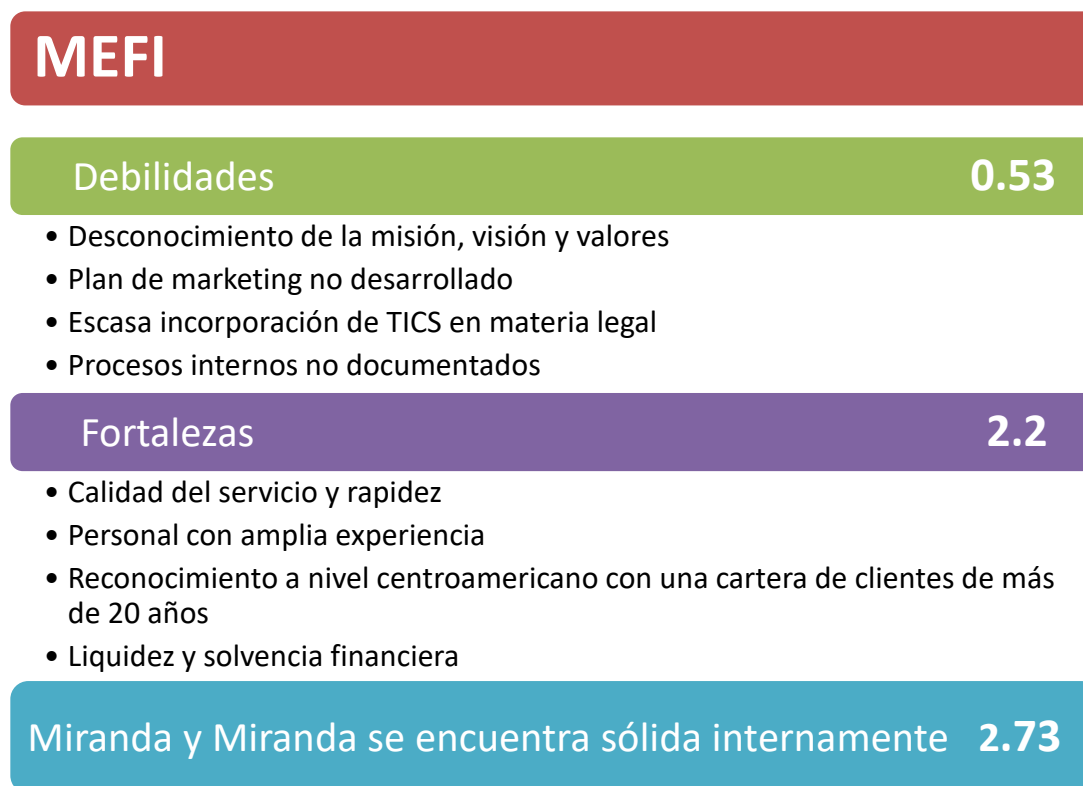 MEFI
Debilidades 0.53
• Desconocimiento de la misión, visión y valores
• Plan de marketing no desarrollado
• Escasa incorporación de TICS en materia legal
• Procesos internos no documentados
Fortalezas 2.2
• Calidad del servicio y rapidez
• Personal con amplia experiencia
• Reconocimiento a nivel centroamericano con una cartera de clientes de más
de 20 años
• Liquidez y solvencia financiera
Miranda y Miranda se encuentra sólida internamente 2.73